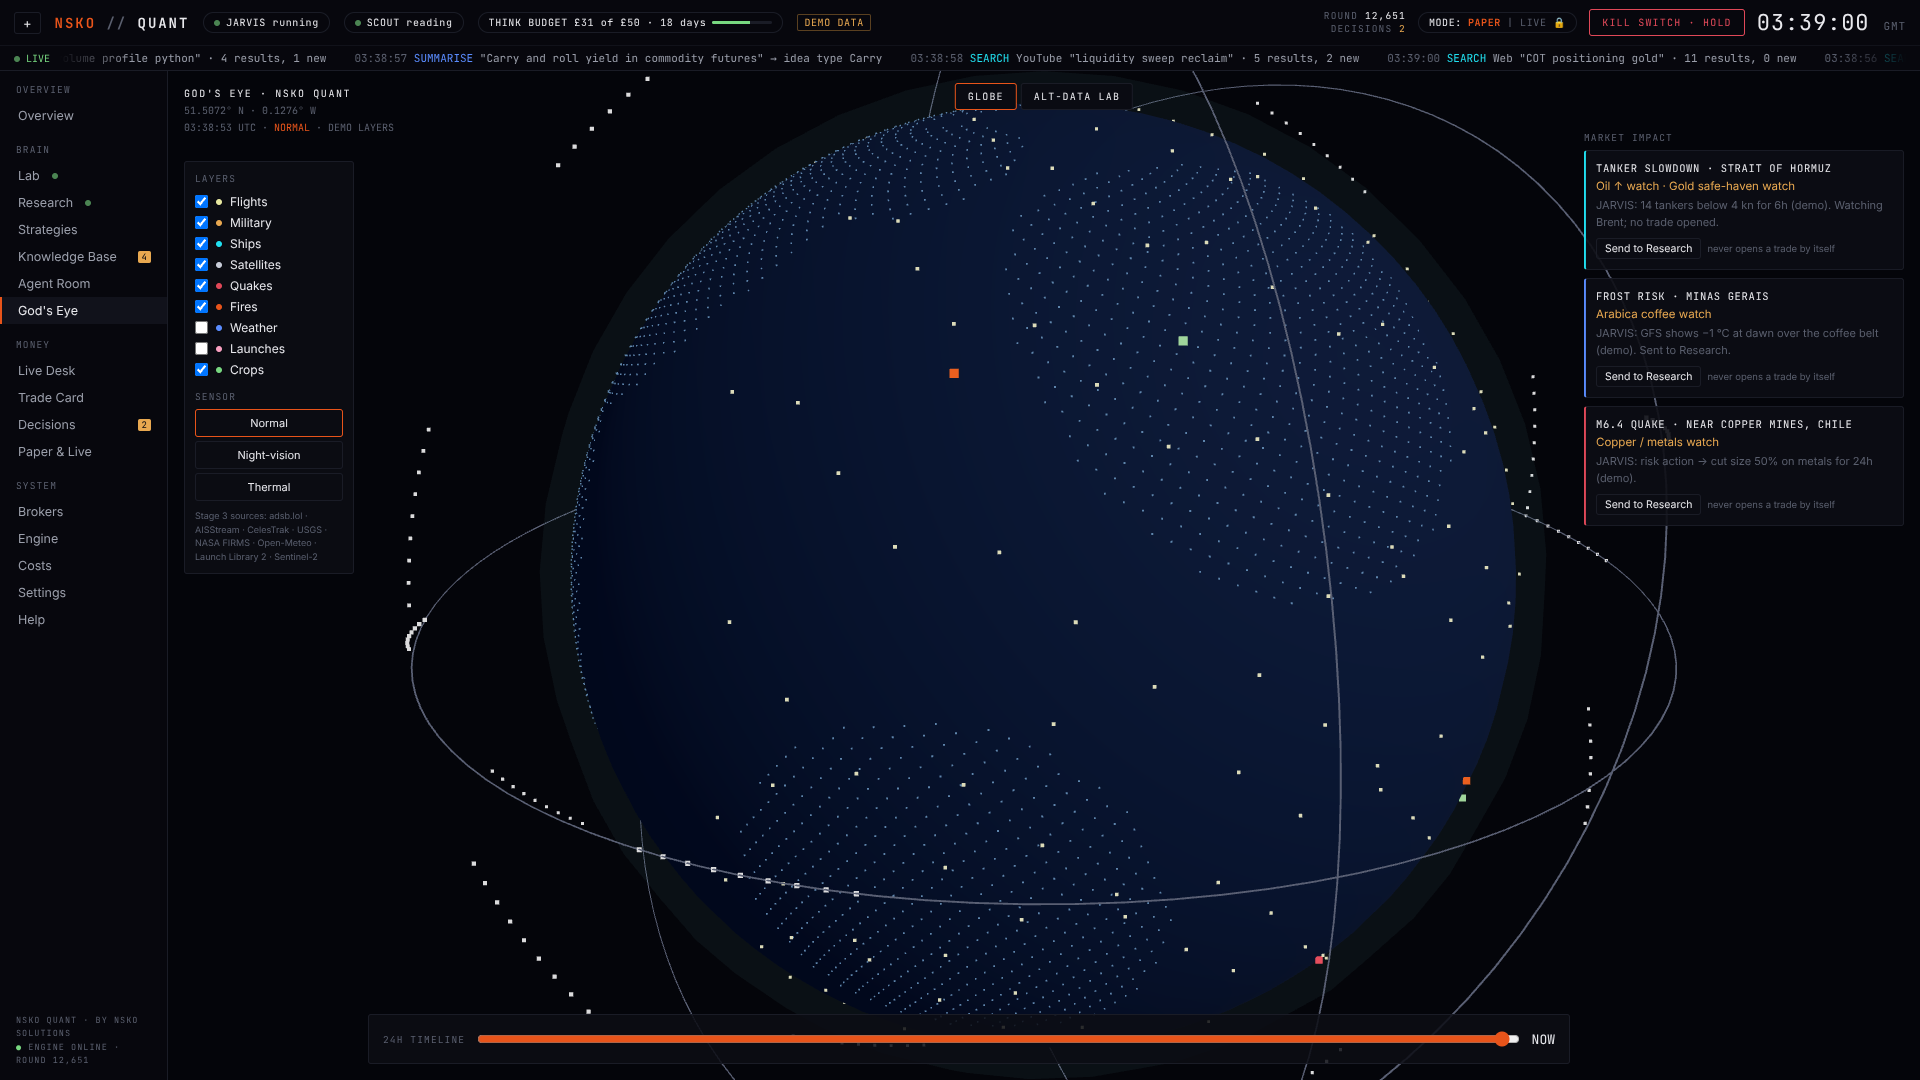 + NSKO // QUANT JARVIS running SCOUT reading THINK BUDGET £31 of £50 · 18 days DEMO DATA ROUND 12,651 DECISIONS 2 MODE: PAPER | LIVE 🔒 KILL SWITCH · HOLD 03:39:00 GMT
LIVE profile python" · 4 results, 1 new 03:38:57 SUMMARISE "Carry and roll yield in commodity futures" → idea type Carry 03:38:58 SEARCH YouTube "liquidity sweep reclaim" · 5 results, 2 new 03:39:00 SEARCH Web "COT positioning gold" · 11 results, 0 new 03:38:56
OVERVIEW
Overview
BRAIN
Lab
Research
Strategies
Knowledge Base 4
Agent Room
God's Eye
MONEY
Live Desk
Trade Card
Decisions 2
Paper & Live
SYSTEM
Brokers
Engine
Costs
Settings
Help
NSKO QUANT · BY NSKO
SOLUTIONS
ENGINE ONLINE ·
ROUND 12,651
GOD'S EYE · NSKO QUANT
51.5072° N · 0.1276° W
03:38:53 UTC · NORMAL · DEMO LAYERS
LAYERS
Flights
Military
Ships
Satellites
Quakes
Fires
Weather
Launches
Crops
SENSOR
Normal
Night-vision
Thermal
Stage 3 sources: adsb.lol ·
AISStream · CelesTrak · USGS ·
NASA FIRMS · Open-Meteo ·
Launch Library 2 · Sentinel-2
GLOBE ALT-DATA LAB
MARKET IMPACT
TANKER SLOWDOWN · STRAIT OF HORMUZ
Oil ↑ watch · Gold safe-haven watch
JARVIS: 14 tankers below 4 kn for 6h (demo). Watching
Brent; no trade opened.
Send to Research never opens a trade by itself
FROST RISK · MINAS GERAIS
Arabica coffee watch
JARVIS: GFS shows −1 °C at dawn over the coffee belt
(demo). Sent to Research.
Send to Research never opens a trade by itself
M6.4 QUAKE · NEAR COPPER MINES, CHILE
Copper / metals watch
JARVIS: risk action → cut size 50% on metals for 24h
(demo).
Send to Research never opens a trade by itself
24H TIMELINE NOW